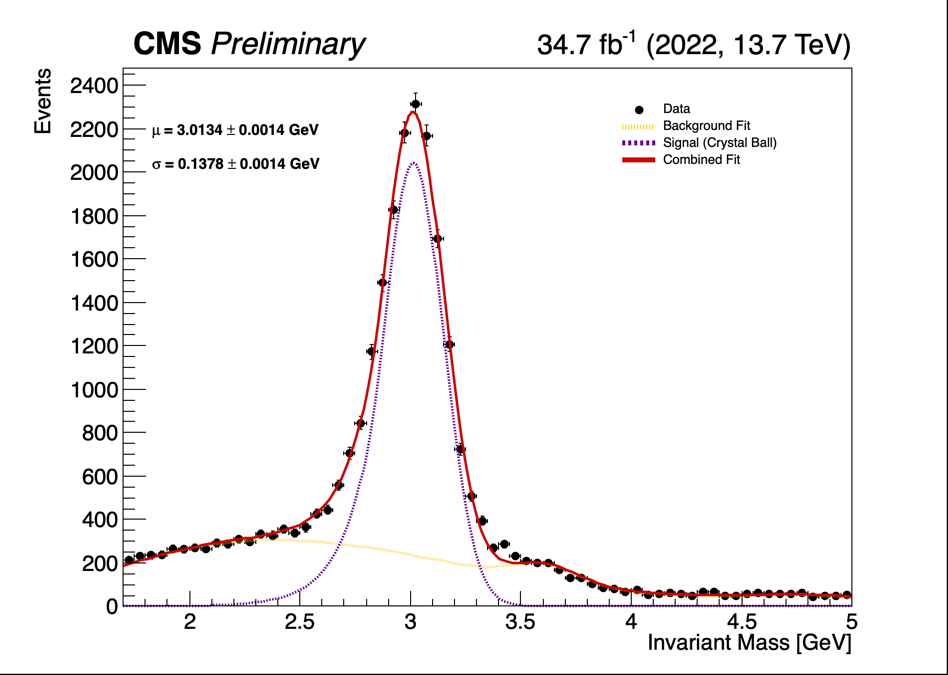 CMS Preliminary
34.7 fb⁻¹ (2022, 13.7 TeV)
Events
2400
2200
2000
1800
1600
1400
1200
1000
800
600
400
200
0
μ = 3.0134 ± 0.0014 GeV
σ = 0.1378 ± 0.0014 GeV
Data
Background Fit
Signal (Crystal Ball)
Combined Fit
2 2.5 3 3.5 4 4.5 5
Invariant Mass [GeV]